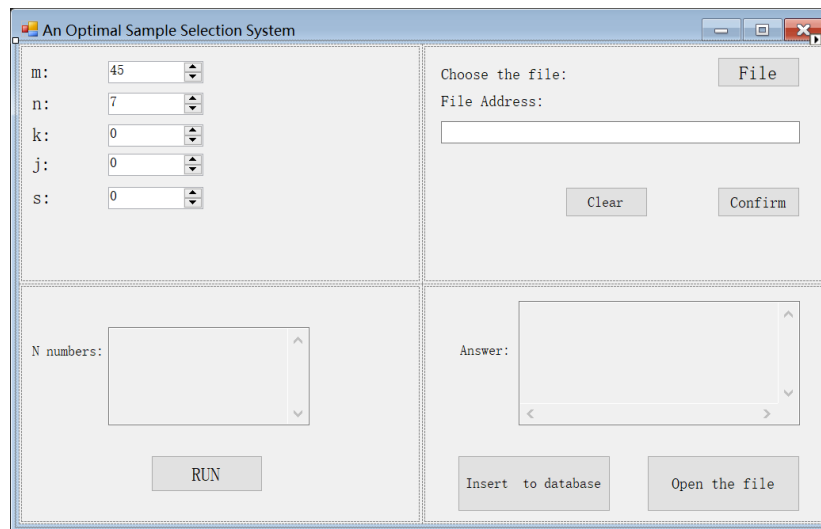 An Optimal Sample Selection System
m: 45
n: 7
k: 0
j: 0
s: 0
Choose the file: File
File Address:
Clear Confirm
N numbers:
RUN
Answer:
Insert to database Open the file